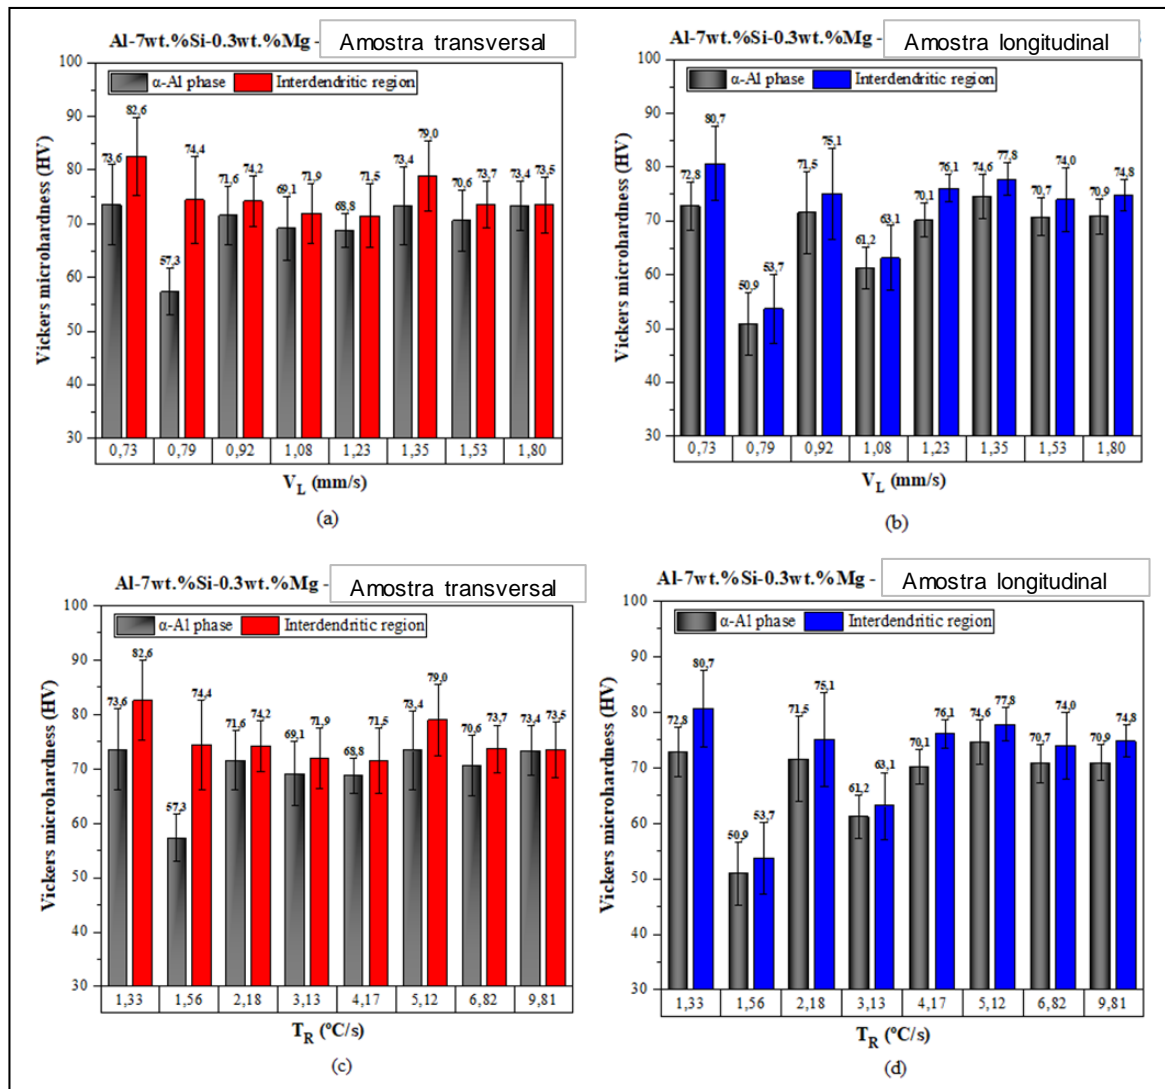 Al-7wt.%Si-0.3wt.%Mg - Amostra transversal
α-Al phase Interdendritic region
Vickers microhardness (HV)
100
90
80
70
60
50
40
30
73,6 82,6 57,3 74,4 71,6 74,2 69,1 71,9 68,8 71,5 73,4 79,0 70,6 73,7 73,4 73,5
0,73 0,79 0,92 1,08 1,23 1,35 1,53 1,80
V_L (mm/s)
(a)
Al-7wt.%Si-0.3wt.%Mg - Amostra longitudinal
α-Al phase Interdendritic region
Vickers microhardness (HV)
100
90
80
70
60
50
40
30
72,8 80,7 50,9 53,7 71,5 75,1 61,2 63,1 70,1 76,1 74,6 77,8 70,7 74,0 70,9 74,8
0,73 0,79 0,92 1,08 1,23 1,35 1,53 1,80
V_L (mm/s)
(b)
Al-7wt.%Si-0.3wt.%Mg - Amostra transversal
α-Al phase Interdendritic region
Vickers microhardness (HV)
100
90
80
70
60
50
40
30
73,6 82,6 57,3 74,4 71,6 74,2 69,1 71,9 68,8 71,5 73,4 79,0 70,6 73,7 73,4 73,5
1,33 1,56 2,18 3,13 4,17 5,12 6,82 9,81
T_R (ºC/s)
(c)
Al-7wt.%Si-0.3wt.%Mg - Amostra longitudinal
α-Al phase Interdendritic region
Vickers microhardness (HV)
100
90
80
70
60
50
40
30
72,8 80,7 50,9 53,7 71,5 75,1 61,2 63,1 70,1 76,1 74,6 77,8 70,7 74,0 70,9 74,8
1,33 1,56 2,18 3,13 4,17 5,12 6,82 9,81
T_R (ºC/s)
(d)